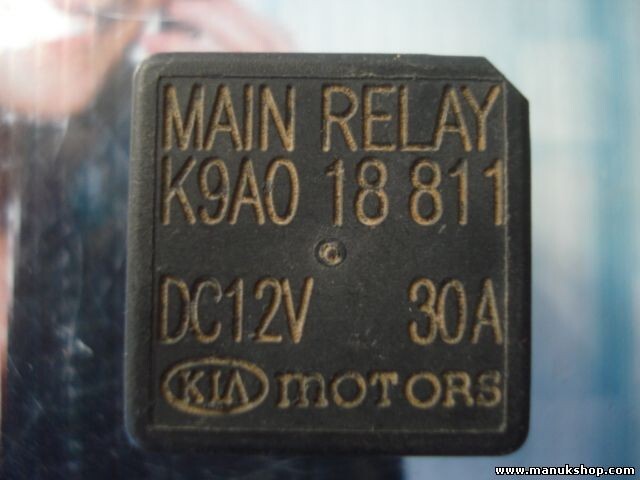 MAIN RELAY
K9A0 18 811
DC12V 30A
KIA MOTORS
www.manukshop.com